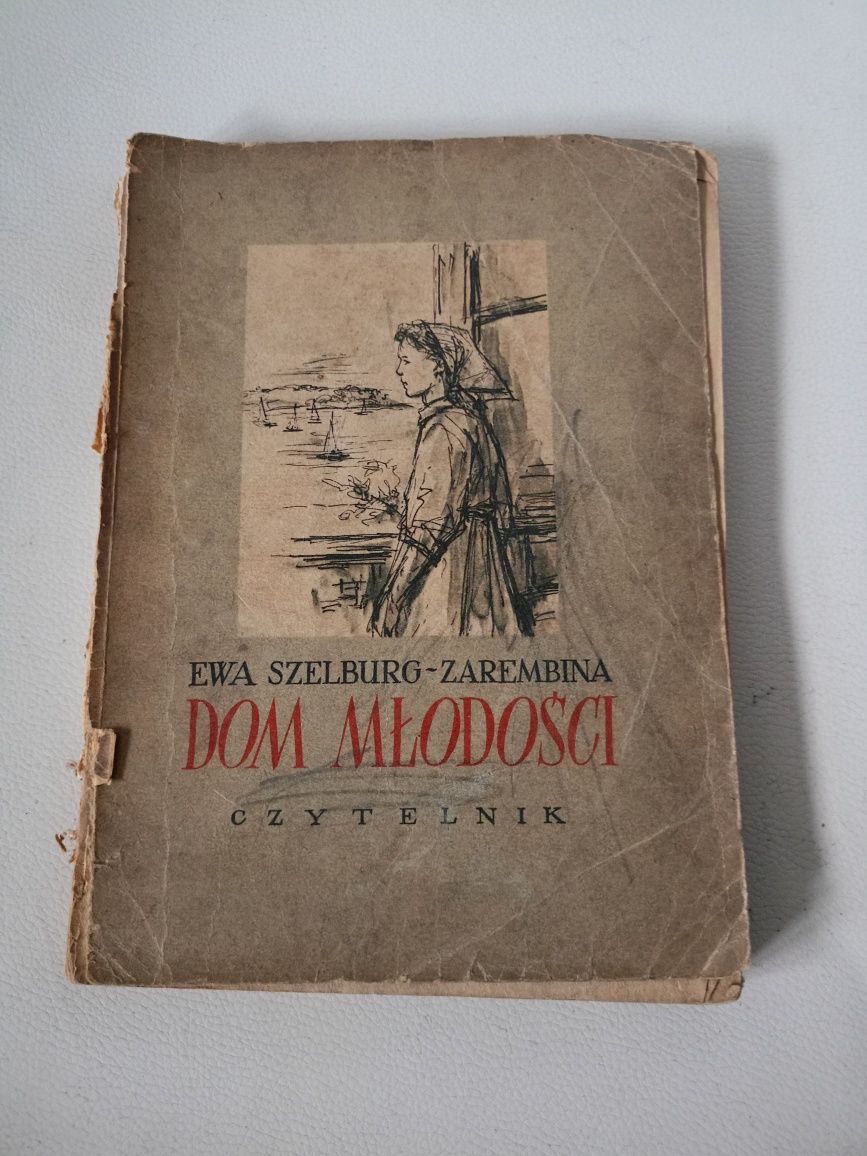 EWA SZELBURG-ZAREMBINA
DOM MŁODOŚCI
CZYTELNIK